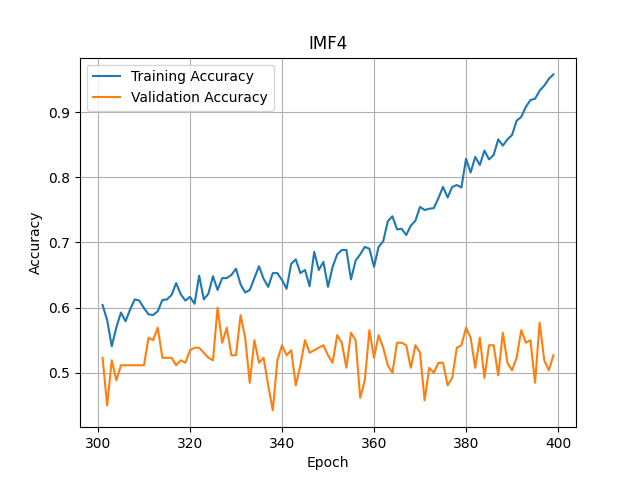 IMF4
Training Accuracy
Validation Accuracy
0.9
0.8
0.7
0.6
0.5
Accuracy
300 320 340 360 380 400
Epoch